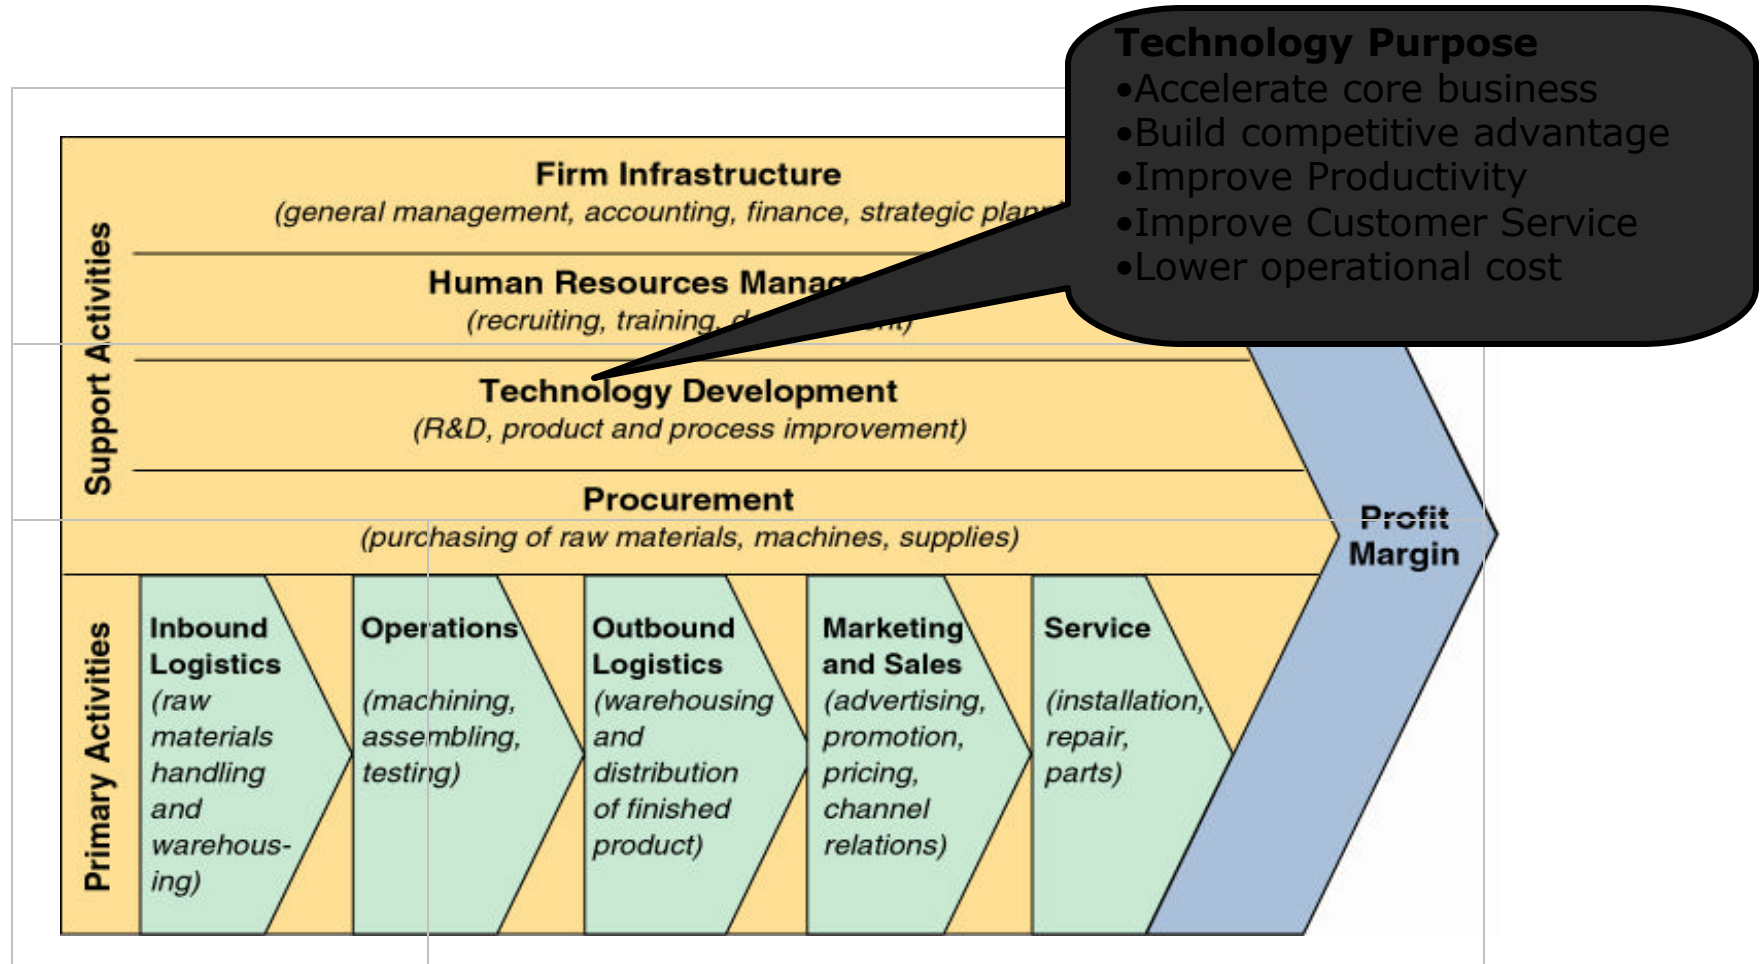 Technology Purpose
•Accelerate core business
•Build competitive advantage
•Improve Productivity
•Improve Customer Service
•Lower operational cost
Support Activities
Firm Infrastructure
(general management, accounting, finance, strategic
Human Resources
(recruiting, training,
Technology Development
(R&D, product and process improvement)
Procurement
(purchasing of raw materials, machines, supplies)
Profit
Margin
Primary Activities
Inbound
Logistics
(raw
materials
handling
and
warehous-
ing)
Operations
(machining,
assembling,
testing)
Outbound
Logistics
(warehousing
and
distribution
of finished
product)
Marketing
and Sales
(advertising,
promotion,
pricing,
channel
relations)
Service
(installation,
repair,
parts)